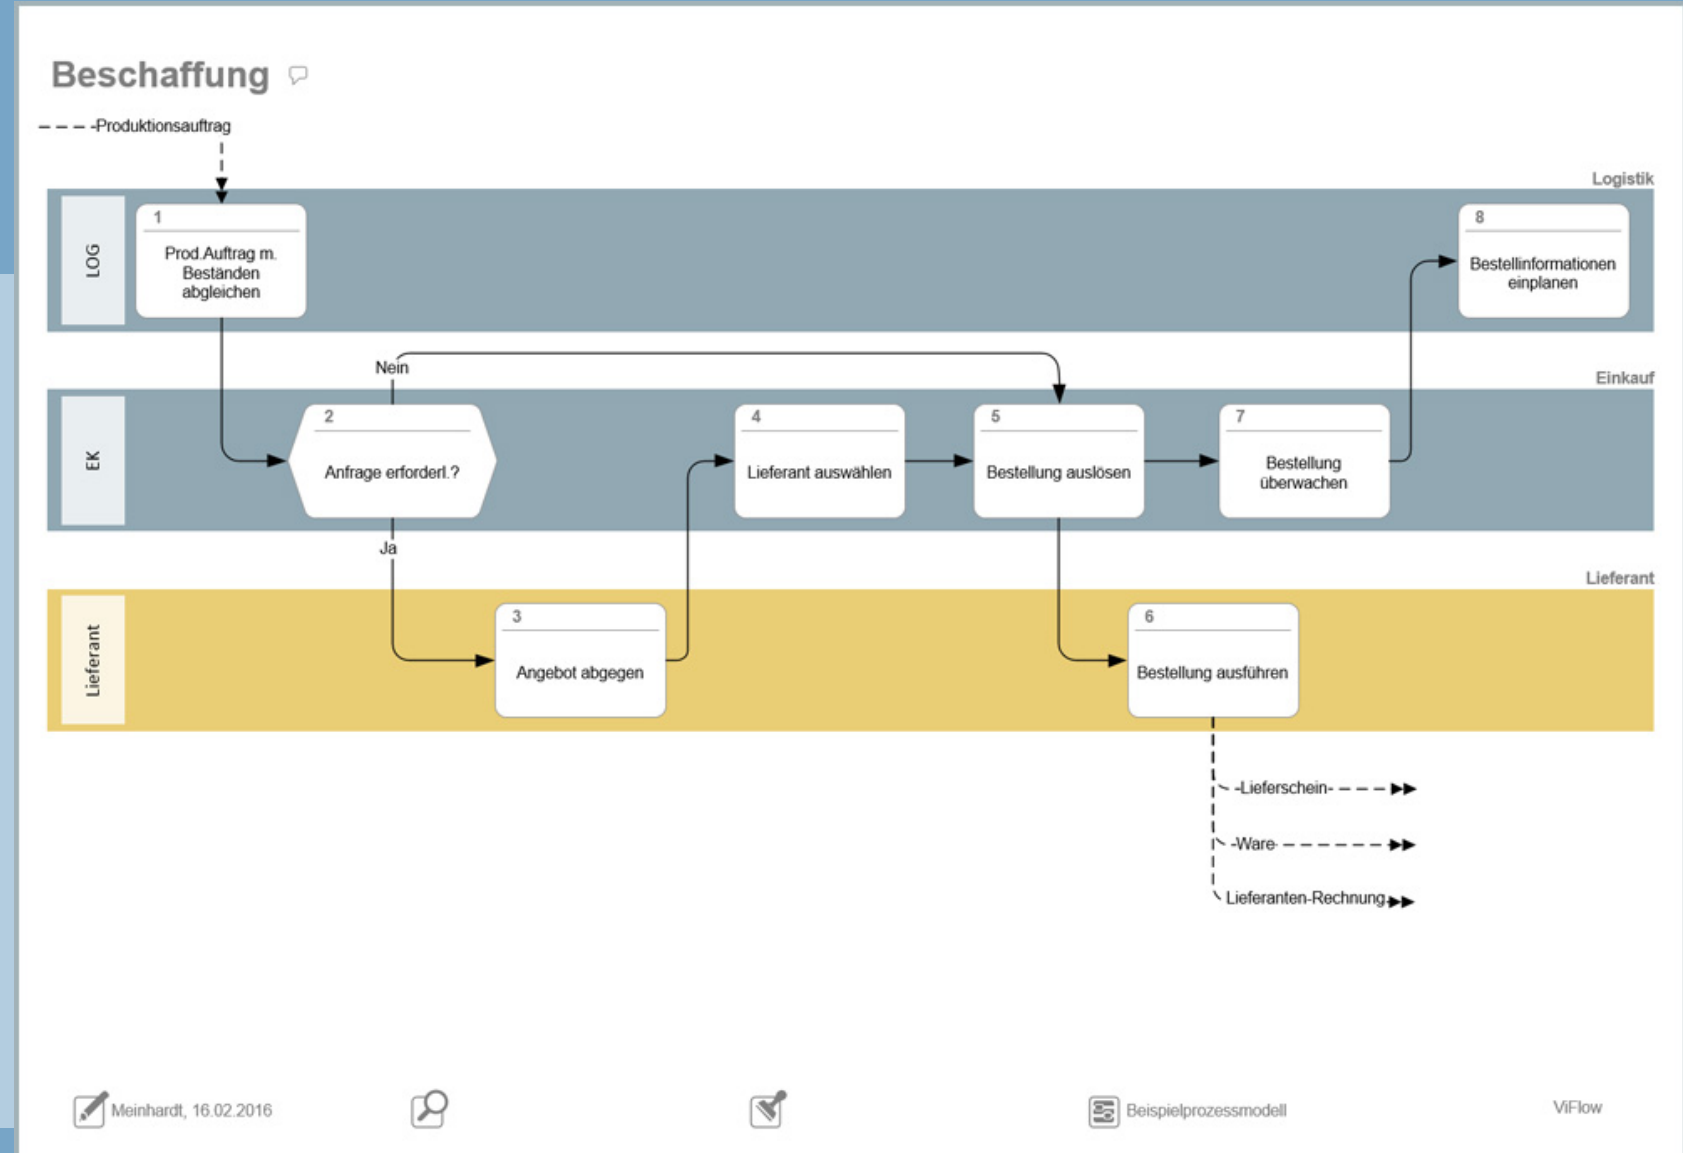 Beschaffung
Produktionsauftrag
Logistik
LOG
1
Prod.Auftrag m.
Beständen
abgleichen
8
Bestellinformationen
einplanen
Nein
Einkauf
EK
2
Anfrage erforderl.?
4
Lieferant auswählen
5
Bestellung auslösen
7
Bestellung
überwachen
Ja
Lieferant
Lieferant
3
Angebot abgegen
6
Bestellung ausführen
Lieferschein
Ware
Lieferanten-Rechnung
Meinhardt, 16.02.2016
Beispielprozessmodell
ViFlow